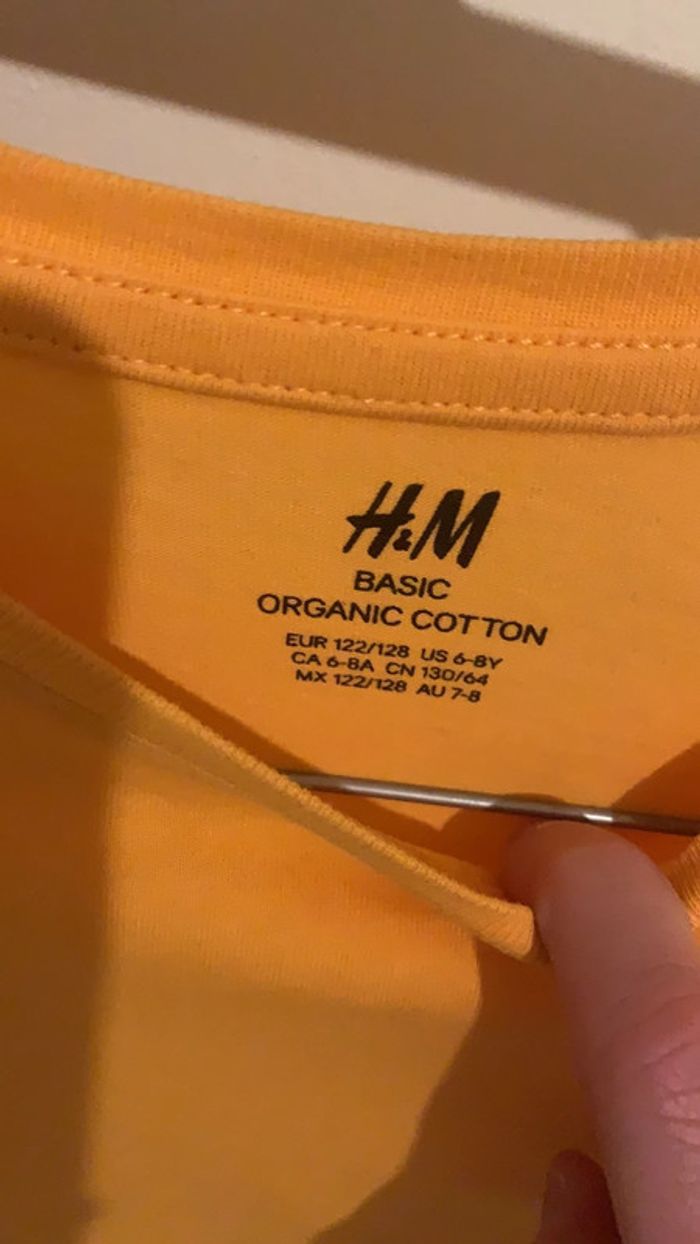 H&M
BASIC
ORGANIC COTTON
EUR 122/128 US 6-8Y
CA 6-8A CN 130/64
MX 122/128 AU 7-8